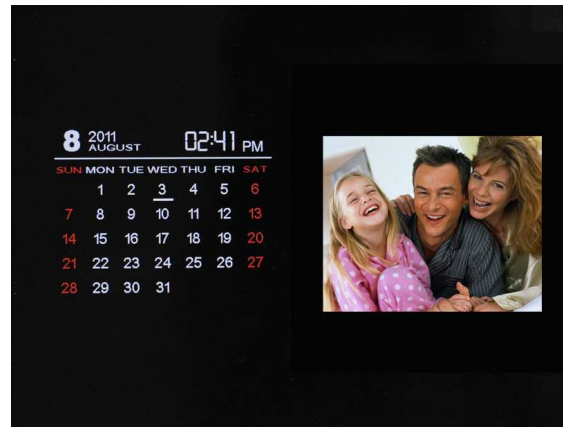 8 2011 AUGUST 02:41 PM
SUN MON TUE WED THU FRI SAT
1 2 3 4 5 6
7 8 9 10 11 12 13
14 15 16 17 18 19 20
21 22 23 24 25 26 27
28 29 30 31